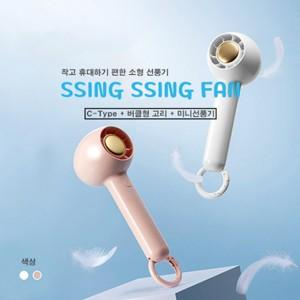 작고 휴대하기 편한 소형 선풍기
SSING SSING FAN
C-Type + 버클형 고리 + 미니선풍기
색상